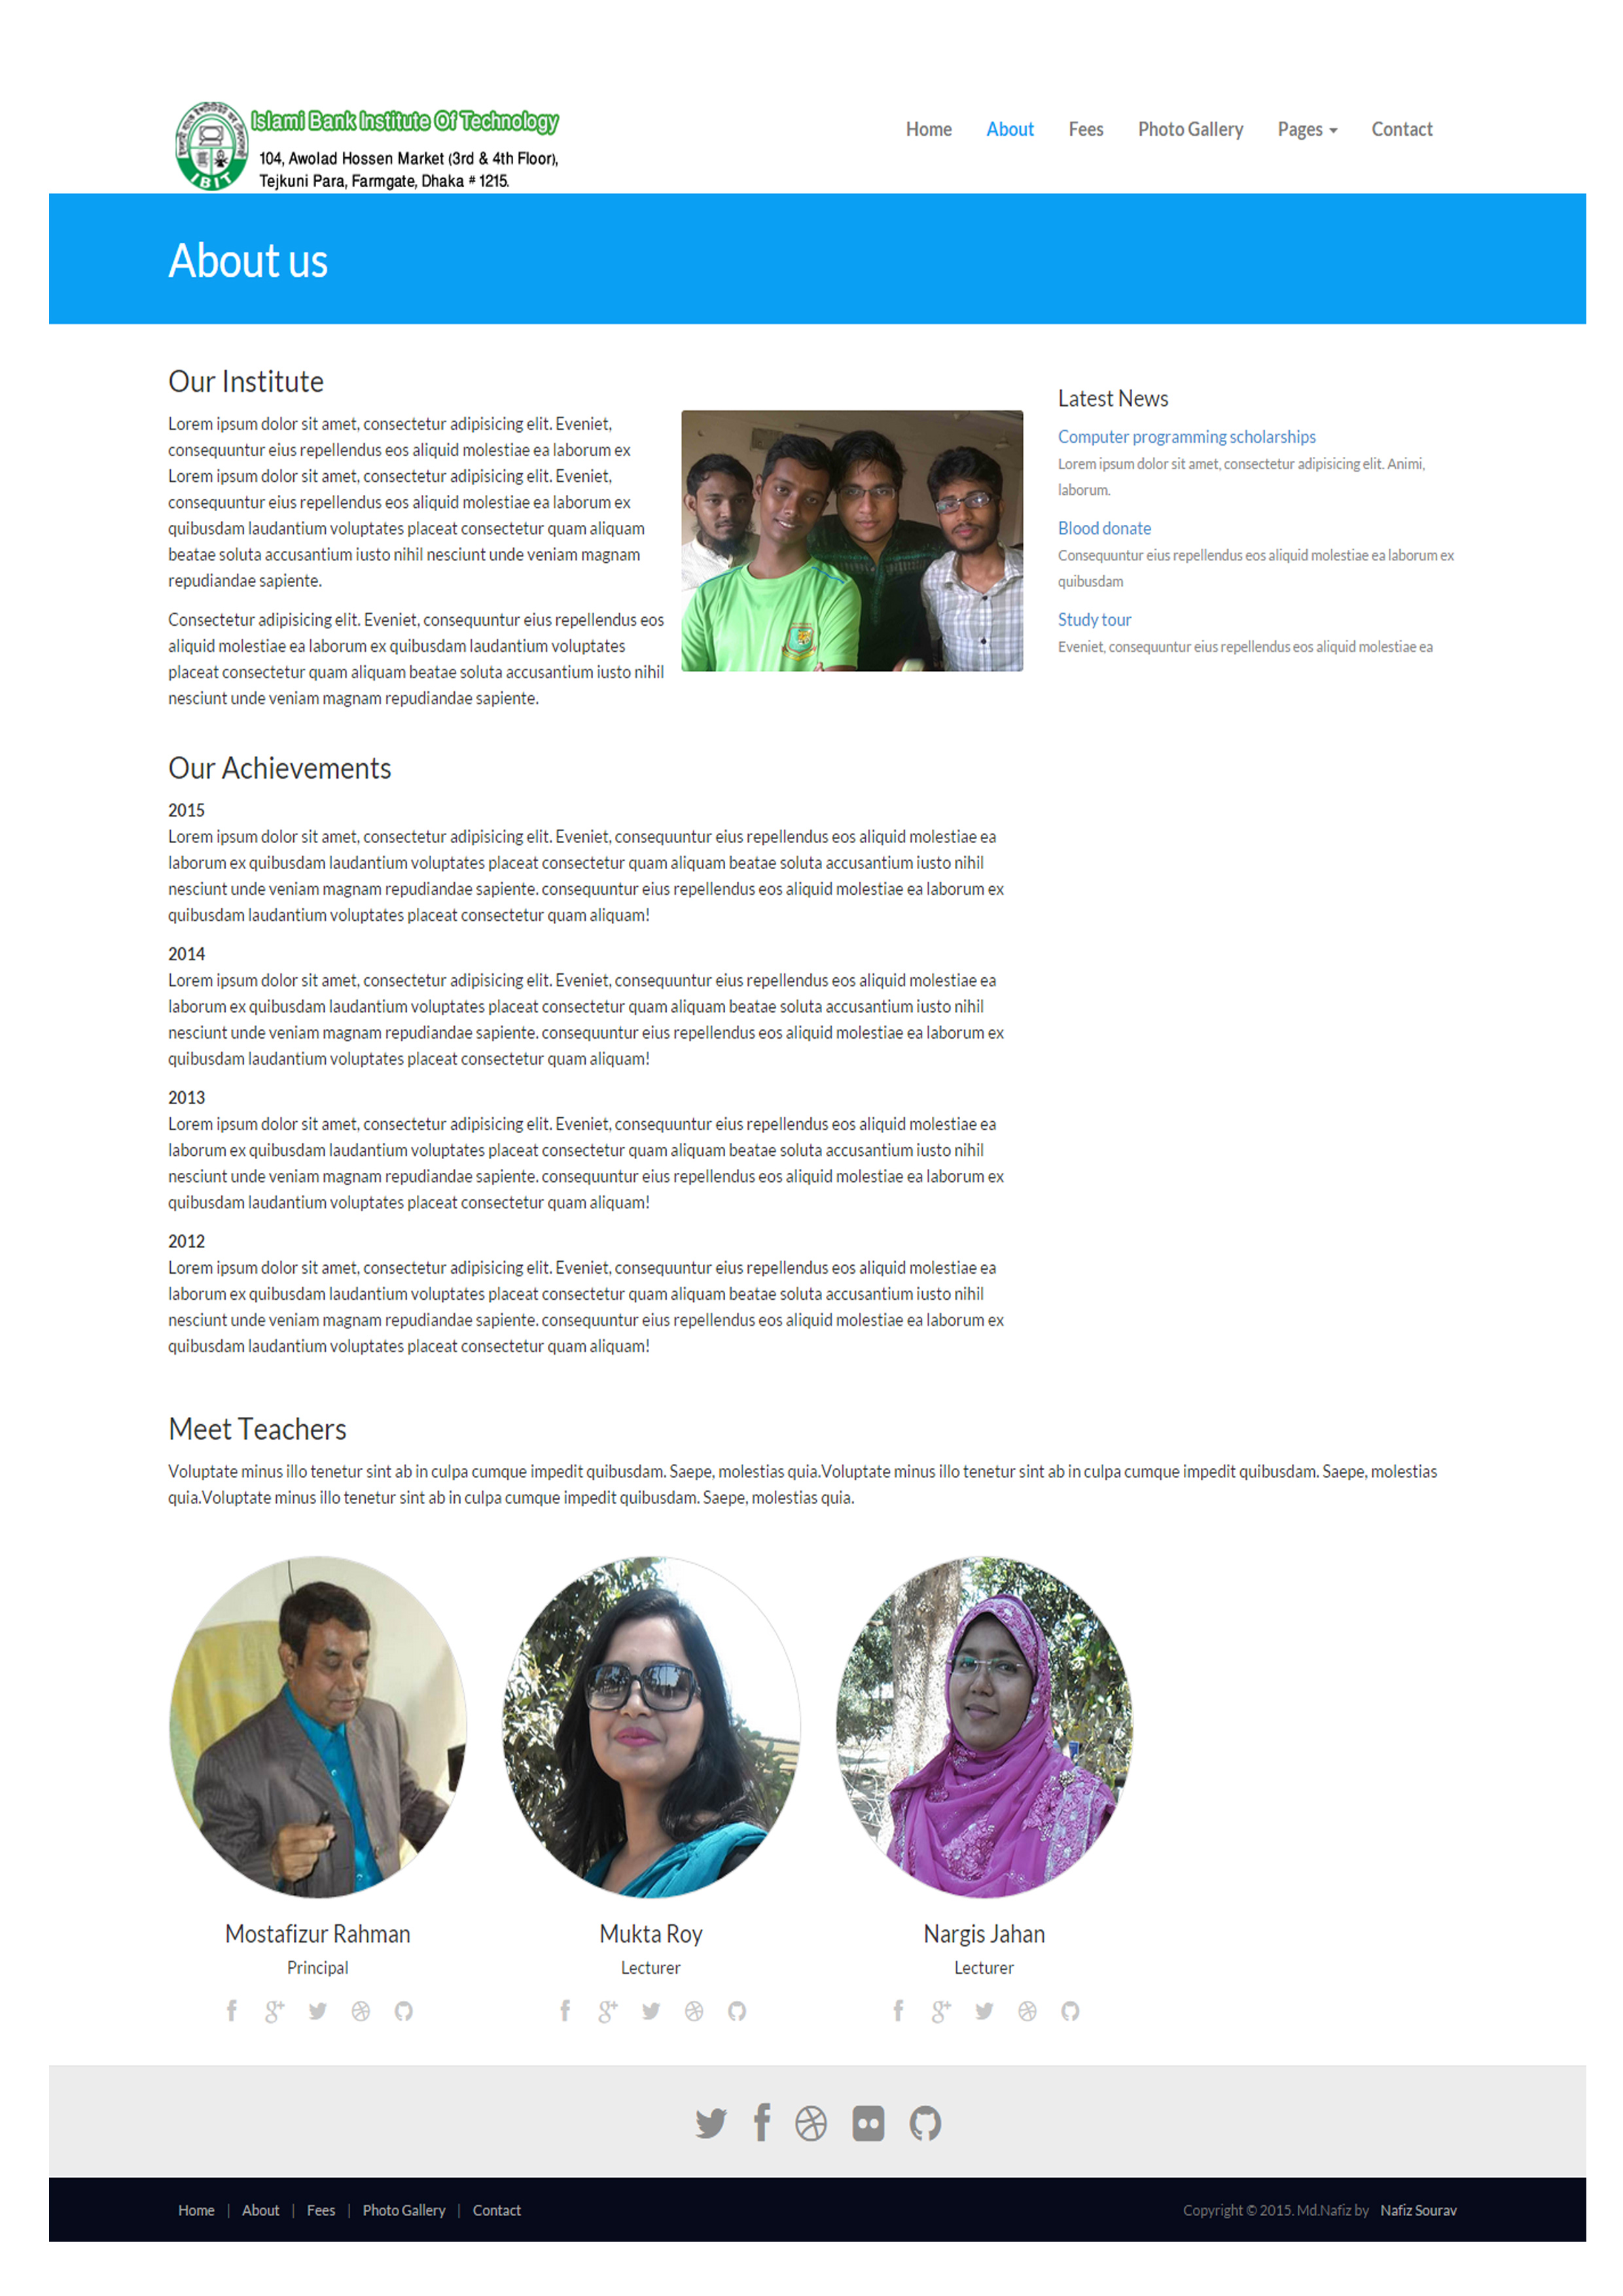 Islami Bank Institute Of Technology
104, Awolad Hossen Market (3rd & 4th Floor),
Tejkuni Para, Farmgate, Dhaka # 1215.
IBIT
Home About Fees Photo Gallery Pages Contact
About us
Our Institute
Lorem ipsum dolor sit amet, consectetur adipisicing elit. Eveniet,
consequuntur eius repellendus eos aliquid molestiae ea laborum ex
Lorem ipsum dolor sit amet, consectetur adipisicing elit. Eveniet,
consequuntur eius repellendus eos aliquid molestiae ea laborum ex
quibusdam laudantium voluptates placeat consectetur quam aliquam
beatae soluta accusantium iusto nihil nesciunt unde veniam magnam
repudiandae sapiente.
Consectetur adipisicing elit. Eveniet, consequuntur eius repellendus eos
aliquid molestiae ea laborum ex quibusdam laudantium voluptates
placeat consectetur quam aliquam beatae soluta accusantium iusto nihil
nesciunt unde veniam magnam repudiandae sapiente.
Latest News
Computer programming scholarships
Lorem ipsum dolor sit amet, consectetur adipisicing elit. Animi,
laborum.
Blood donate
Consequuntur eius repellendus eos aliquid molestiae ea laborum ex
quibusdam
Study tour
Eveniet, consequuntur eius repellendus eos aliquid molestiae ea
Our Achievements
2015
Lorem ipsum dolor sit amet, consectetur adipisicing elit. Eveniet, consequuntur eius repellendus eos aliquid molestiae ea
laborum ex quibusdam laudantium voluptates placeat consectetur quam aliquam beatae soluta accusantium iusto nihil
nesciunt unde veniam magnam repudiandae sapiente. consequuntur eius repellendus eos aliquid molestiae ea laborum ex
quibusdam laudantium voluptates placeat consectetur quam aliquam!
2014
Lorem ipsum dolor sit amet, consectetur adipisicing elit. Eveniet, consequuntur eius repellendus eos aliquid molestiae ea
laborum ex quibusdam laudantium voluptates placeat consectetur quam aliquam beatae soluta accusantium iusto nihil
nesciunt unde veniam magnam repudiandae sapiente. consequuntur eius repellendus eos aliquid molestiae ea laborum ex
quibusdam laudantium voluptates placeat consectetur quam aliquam!
2013
Lorem ipsum dolor sit amet, consectetur adipisicing elit. Eveniet, consequuntur eius repellendus eos aliquid molestiae ea
laborum ex quibusdam laudantium voluptates placeat consectetur quam aliquam beatae soluta accusantium iusto nihil
nesciunt unde veniam magnam repudiandae sapiente. consequuntur eius repellendus eos aliquid molestiae ea laborum ex
quibusdam laudantium voluptates placeat consectetur quam aliquam!
2012
Lorem ipsum dolor sit amet, consectetur adipisicing elit. Eveniet, consequuntur eius repellendus eos aliquid molestiae ea
laborum ex quibusdam laudantium voluptates placeat consectetur quam aliquam beatae soluta accusantium iusto nihil
nesciunt unde veniam magnam repudiandae sapiente. consequuntur eius repellendus eos aliquid molestiae ea laborum ex
quibusdam laudantium voluptates placeat consectetur quam aliquam!
Meet Teachers
Voluptate minus illo tenetur sint ab in culpa cumque impedit quibusdam. Saepe, molestias quia.Voluptate minus illo tenetur sint ab in culpa cumque impedit quibusdam. Saepe, molestias
quia.Voluptate minus illo tenetur sint ab in culpa cumque impedit quibusdam. Saepe, molestias quia.
Mostafizur Rahman
Principal
Mukta Roy
Lecturer
Nargis Jahan
Lecturer
Home | About | Fees | Photo Gallery | Contact
Copyright © 2015. Md.Nafiz by Nafiz Sourav